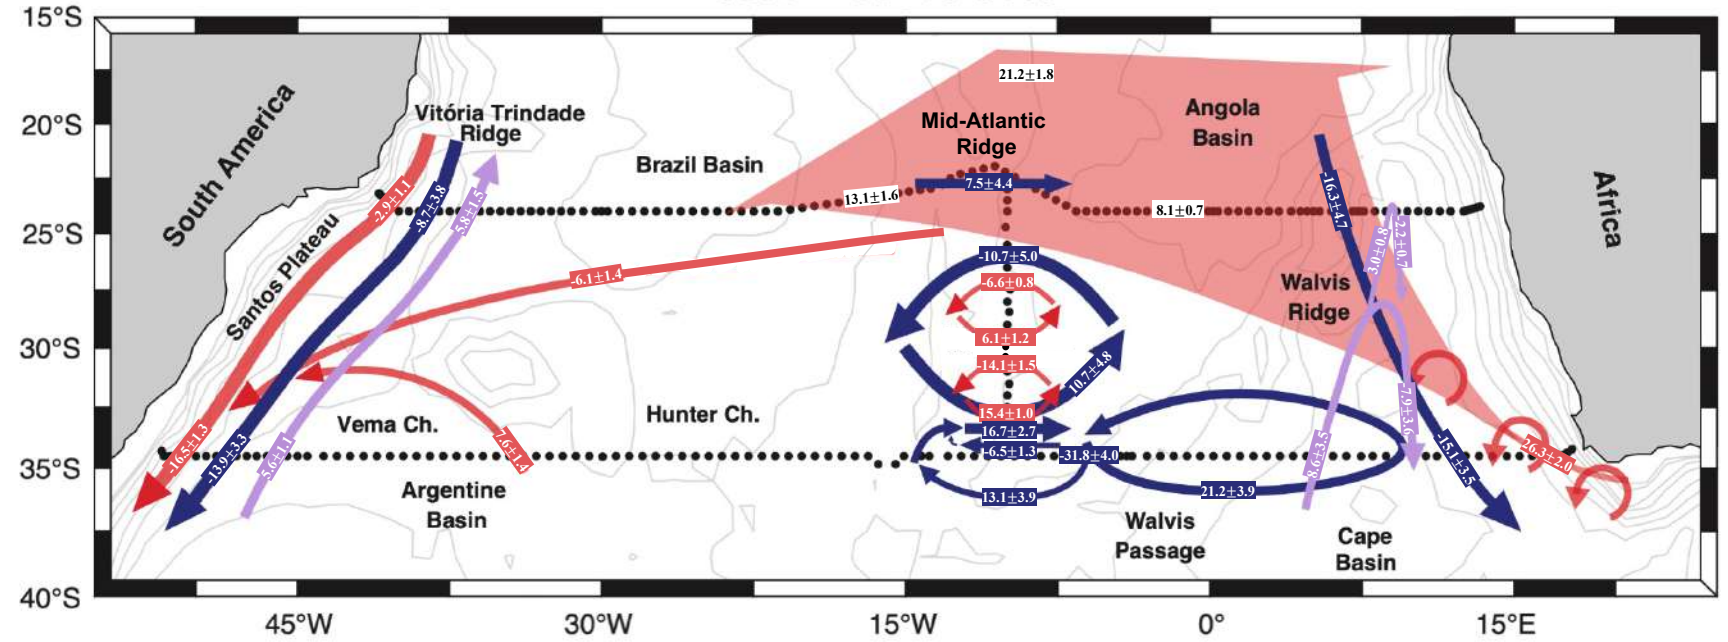 15°S
20°S
25°S
30°S
35°S
40°S
45°W
30°W
15°W
0°
15°E
South America
Africa
Vitória Trindade
Ridge
Santos Plateau
Brazil Basin
Mid-Atlantic
Ridge
Angola
Basin
Walvis
Ridge
Vema Ch.
Hunter Ch.
Argentine
Basin
Walvis
Passage
Cape
Basin
21.2±1.8
13.1±1.6
7.5±4.4
8.1±0.7
-2.9±1.1
-8.7±3.8
5.8±1.5
-6.1±1.4
-16.3±4.7
3.0±0.8
-2.2±0.7
-10.7±5.0
-6.6±0.8
6.1±1.2
-14.1±1.5
10.7±4.8
15.4±1.0
16.7±2.7
-6.5±1.3
-31.8±4.0
13.1±3.9
21.2±3.9
-16.5±1.3
-13.9±3.3
5.6±1.1
7.6±1.4
8.6±3.5
-7.9±3.6
-15.1±3.5
26.3±2.0